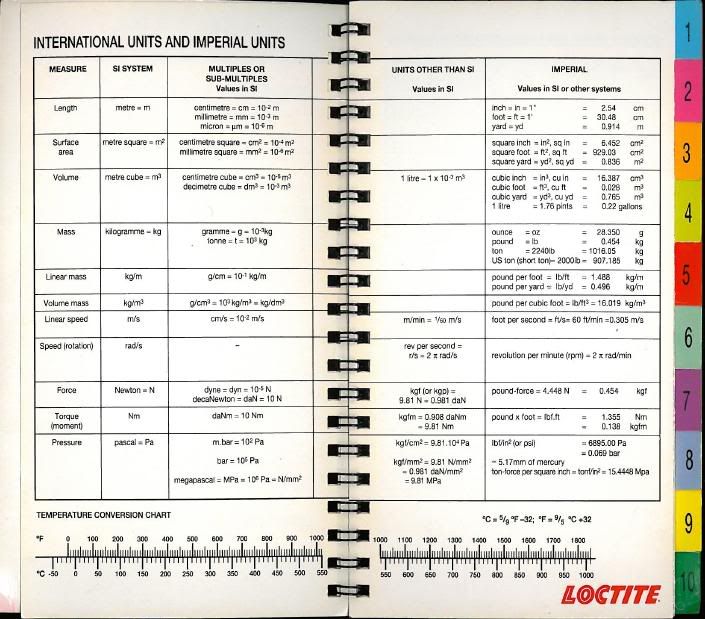 INTERNATIONAL UNITS AND IMPERIAL UNITS
MEASURE SI SYSTEM MULTIPLES OR SUB-MULTIPLES Values in SI UNITS OTHER THAN SI Values in SI IMPERIAL Values in SI or other systems
Length metre = m centimetre = cm = 10⁻² m inch = in = 1" = 2.54 cm
millimetre = mm = 10⁻³ m foot = ft = 1' = 30.48 cm
micron = µm = 10⁻⁶ m yard = yd = 0.914 m
Surface area metre square = m² centimetre square = cm² = 10⁻⁴ m² square inch = in², sq in = 6.452 cm²
millimetre square = mm² = 10⁻⁶ m² square foot = ft², sq ft = 929.03 cm²
square yard = yd², sq yd = 0.836 m²
Volume metre cube = m³ centimetre cube = cm³ = 10⁻⁶ m³ 1 litre = 1 x 10⁻³ m³ cubic inch = in³, cu in = 16.387 cm³
decimetre cube = dm³ = 10⁻³ m³ cubic foot = ft³, cu ft = 0.028 m³
cubic yard = yd³, cu yd = 0.765 m³
1 litre = 1.76 pints = 0.22 gallons
Mass kilogramme = kg gramme = g = 10⁻³kg ounce = oz = 28.350 g
tonne = t = 10³ kg pound = lb = 0.454 kg
ton = 2240lb = 1016.05 kg
US ton (short ton)= 2000lb = 907.185 kg
Linear mass kg/m g/cm = 10⁻¹ kg/m pound per foot = lb/ft = 1.488 kg/m
pound per yard = lb/yd = 0.496 kg/m
Volume mass kg/m³ g/cm³ = 10³ kg/m³ = kg/dm³ pound per cubic foot = lb/ft³ = 16.019 kg/m³
Linear speed m/s cm/s = 10⁻² m/s m/min = 1/60 m/s foot per second = ft/s= 60 ft/min =0.305 m/s
Speed (rotation) rad/s – rev per second =
r/s = 2 π rad/s revolution per minute (rpm) = 2 π rad/min
Force Newton = N dyne = dyn = 10⁻⁵ N kgf (or kgp) = pound-force = 4.448 N = 0.454 kgf
decaNewton = daN = 10 N 9.81 N = 0.981 daN
Torque (moment) Nm daNm = 10 Nm kgfm = 0.908 daNm pound x foot = lbf.ft = 1.355 Nm
= 9.81 Nm = 0.138 kgfm
Pressure pascal = Pa m.bar = 10² Pa kgf/cm² = 9.81.10⁴ Pa lbf/in² (or psi) = 6895.00 Pa
= 0.069 bar
bar = 10⁵ Pa kgf/mm² = 9.81 N/mm² = 5.17mm of mercury
= 0.981 daN/mm² ton-force per square inch = tonf/in² = 15.4448 Mpa
megapascal = MPa = 10⁶ Pa = N/mm² = 9.81 MPa
TEMPERATURE CONVERSION CHART
°C = 5/9 °F –32; °F = 9/5 °C +32
°F 0 100 200 300 400 500 600 700 800 900 1000 1000 1100 1200 1300 1400 1500 1600 1700 1800
°C -50 0 50 100 150 200 250 300 350 400 450 500 550 550 600 650 700 750 800 850 900 950 1000
LOCTITE
1
2
3
4
5
6
7
8
9
10